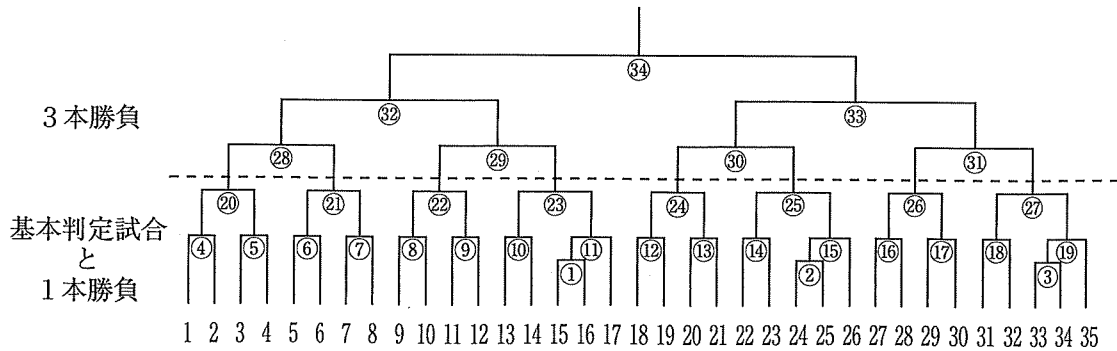 ㉞
㉜ ㉝
3本勝負
㉘ ㉙ ㉚ ㉛
⑳ ㉑ ㉒ ㉓ ㉔ ㉕ ㉖ ㉗
基本判定試合
と
1本勝負
④ ⑤ ⑥ ⑦ ⑧ ⑨ ⑩ ⑪ ⑫ ⑬ ⑭ ⑮ ⑯ ⑰ ⑱ ⑲
① ② ③
1 2 3 4 5 6 7 8 9 10 11 12 13 14 15 16 17 18 19 20 21 22 23 24 25 26 27 28 29 30 31 32 33 34 35